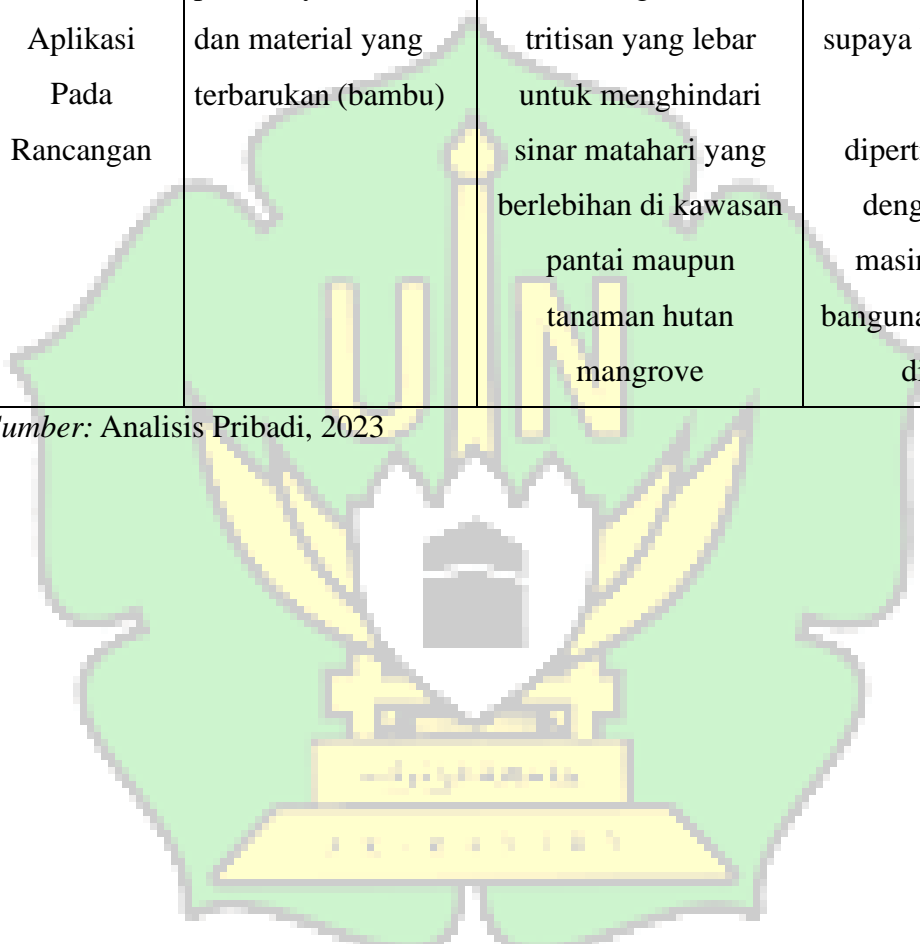 Aplikasi
Pada
Rancangan
dan material yang
terbarukan (bambu)
tritisan yang lebar
untuk menghindari
sinar matahari yang
berlebihan di kawasan
pantai maupun
tanaman hutan
mangrove
supaya
Analisis Pribadi, 2023
UIN